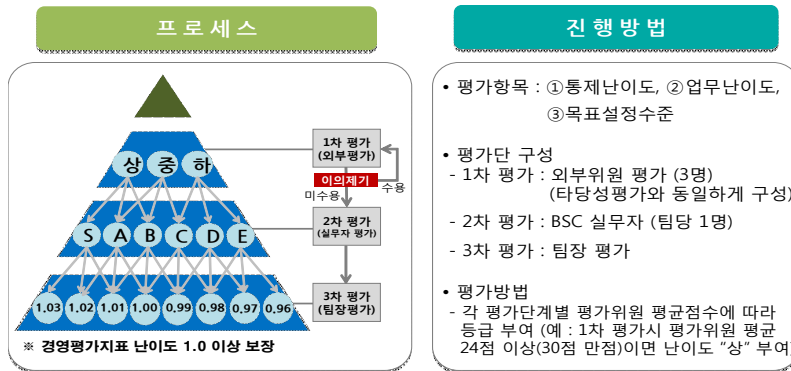 프로세스
1차 평가
(외부평가)
상 중 하
이의제기
수용
미수용
2차 평가
(실무자 평가)
S A B C D E
3차 평가
(팀장평가)
1.03 1.02 1.01 1.00 0.99 0.98 0.97 0.96
※ 경영평가지표 난이도 1.0 이상 보장
진행방법
• 평가항목 : ①통제난이도, ②업무난이도,
③목표설정수준
• 평가단 구성
- 1차 평가 : 외부위원 평가 (3명)
(타당성평가와 동일하게 구성)
- 2차 평가 : BSC 실무자 (팀당 1명)
- 3차 평가 : 팀장 평가
• 평가방법
- 각 평가단계별 평가위원 평균점수에 따라
등급 부여 (예 : 1차 평가시 평가위원 평균
24점 이상(30점 만점)이면 난이도 "상" 부여)